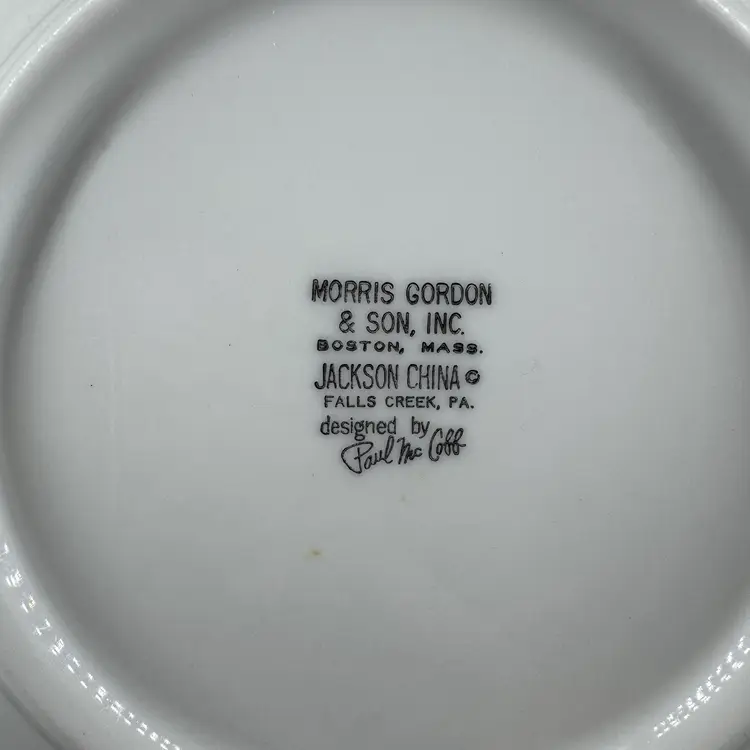 MORRIS GORDON
& SON, INC.
BOSTON, MASS.
JACKSON CHINA ©
FALLS CREEK, PA.
designed by
Paul Mc Cobb